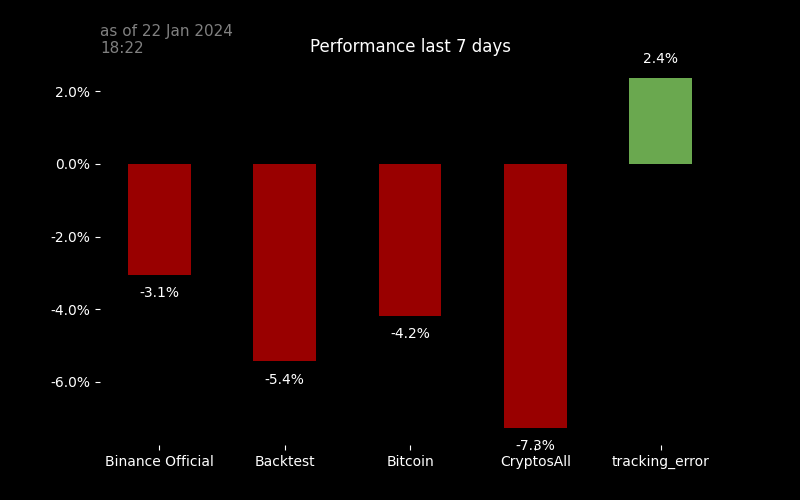 as of 22 Jan 2024
18:22
Performance last 7 days
2.4%
2.0%
0.0%
-2.0%
-4.0%
-6.0%
-3.1%
-5.4%
-4.2%
-7.3%
Binance Official
Backtest
Bitcoin
CryptosAll
tracking_error